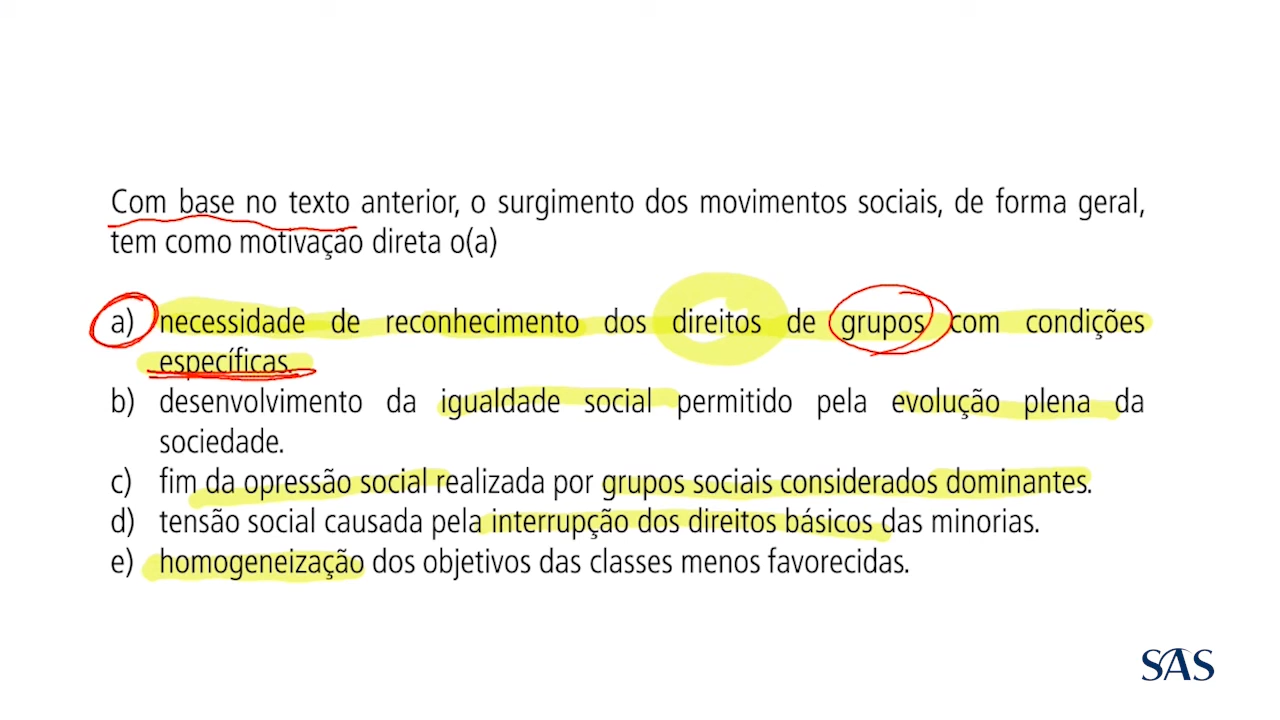 Com base no texto anterior, o surgimento dos movimentos sociais, de forma geral,
tem como motivação direta o(a)
a) necessidade de reconhecimento dos direitos de grupos com condições
específicas.
b) desenvolvimento da igualdade social permitido pela evolução plena da
sociedade.
c) fim da opressão social realizada por grupos sociais considerados dominantes.
d) tensão social causada pela interrupção dos direitos básicos das minorias.
e) homogeneização dos objetivos das classes menos favorecidas.
SAS